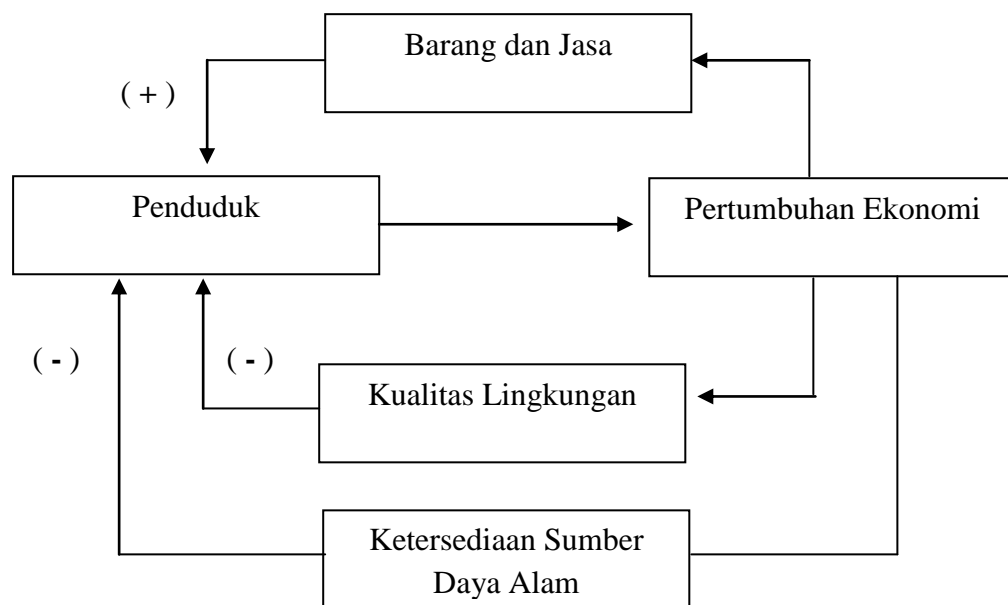 Barang dan Jasa
( + )
Penduduk
Pertumbuhan Ekonomi
( - )
( - )
Kualitas Lingkungan
Ketersediaan Sumber
Daya Alam